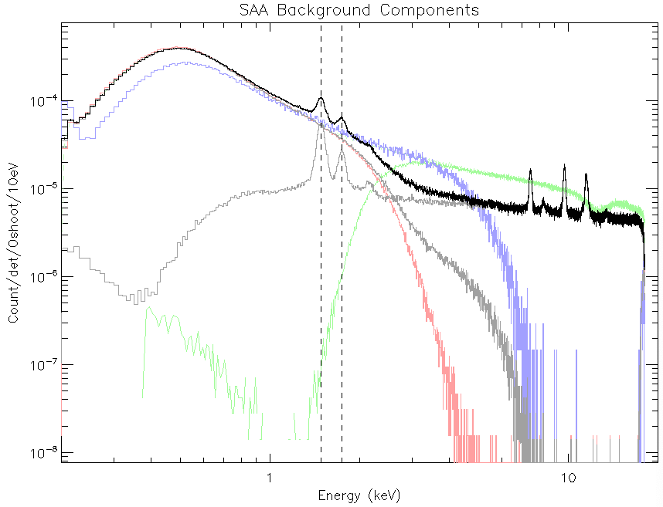 SAA Background Components
Count/det/Oshoot/10eV
10⁻⁴
10⁻⁵
10⁻⁶
10⁻⁷
10⁻⁸
1
10
Energy (keV)